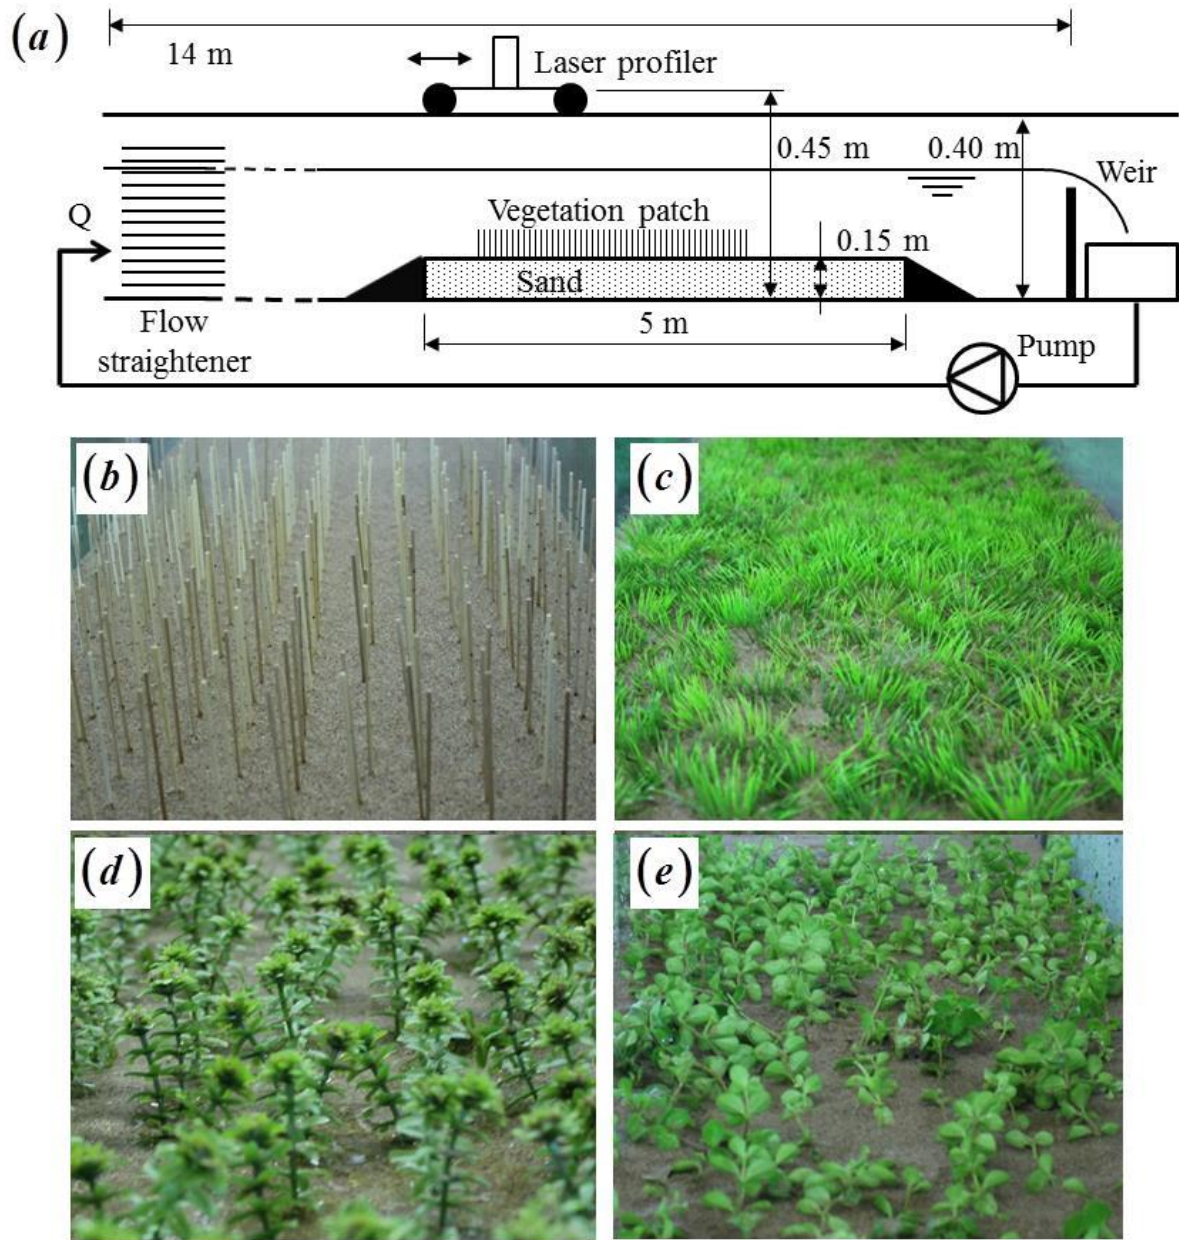 (a)
14 m
Laser profiler
0.45 m
0.40 m
Weir
Q
Vegetation patch
0.15 m
Sand
Flow
straightener
5 m
Pump
(b)
(c)
(d)
(e)